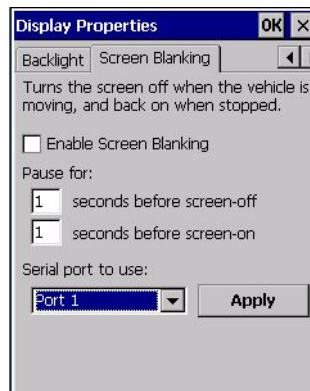 Display Properties OK ×
Backlight Screen Blanking
Turns the screen off when the vehicle is
moving, and back on when stopped.
Enable Screen Blanking
Pause for:
1 seconds before screen-off
1 seconds before screen-on
Serial port to use:
Port 1 Apply